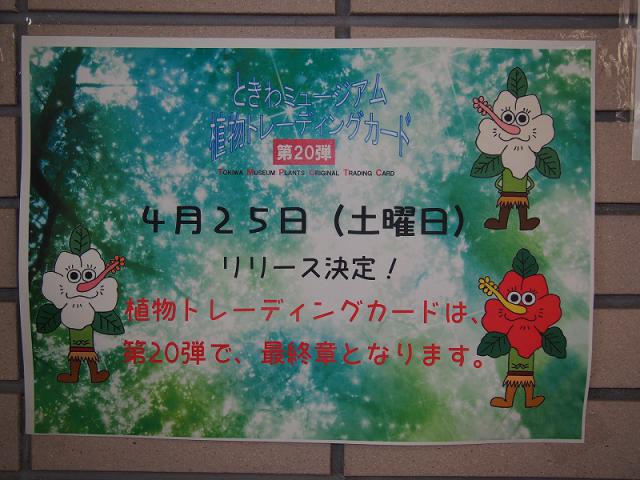 ときわミュージアム
植物トレーディングカード
第20弾
TOKIWA MUSEUM PLANTS ORIGINAL TRADING CARD
4月25日 (土曜日)
リリース決定！
植物トレーディングカードは、
第20弾で、最終章となります。